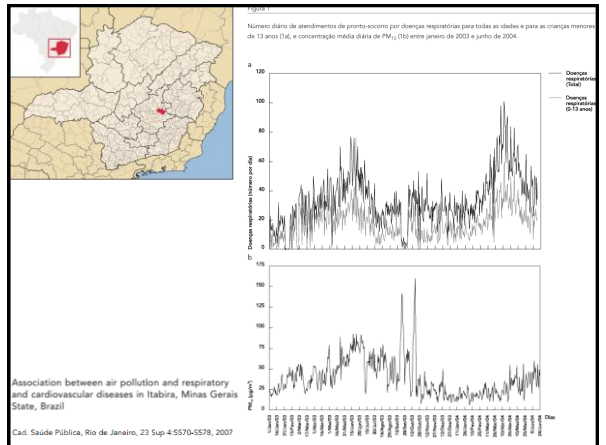 Figura 1
Número diário de atendimentos de pronto-socorro por doenças respiratórias para todas as idades e para as crianças menores
de 13 anos (1a), e concentração média diária de PM₁₀ (1b) entre janeiro de 2003 e junho de 2004.
a
120
100
80
60
40
20
0
Doenças respiratórias (número por dia)
Doenças
respiratórias
(Total)
Doenças
respiratórias
(0-13 anos)
b
175
150
125
100
75
50
25
0
PM₁₀ (µg/m³)
Dias
Association between air pollution and respiratory
and cardiovascular diseases in Itabira, Minas Gerais
State, Brazil
Cad. Saúde Pública, Rio de Janeiro, 23 Sup 4:S570-S578, 2007